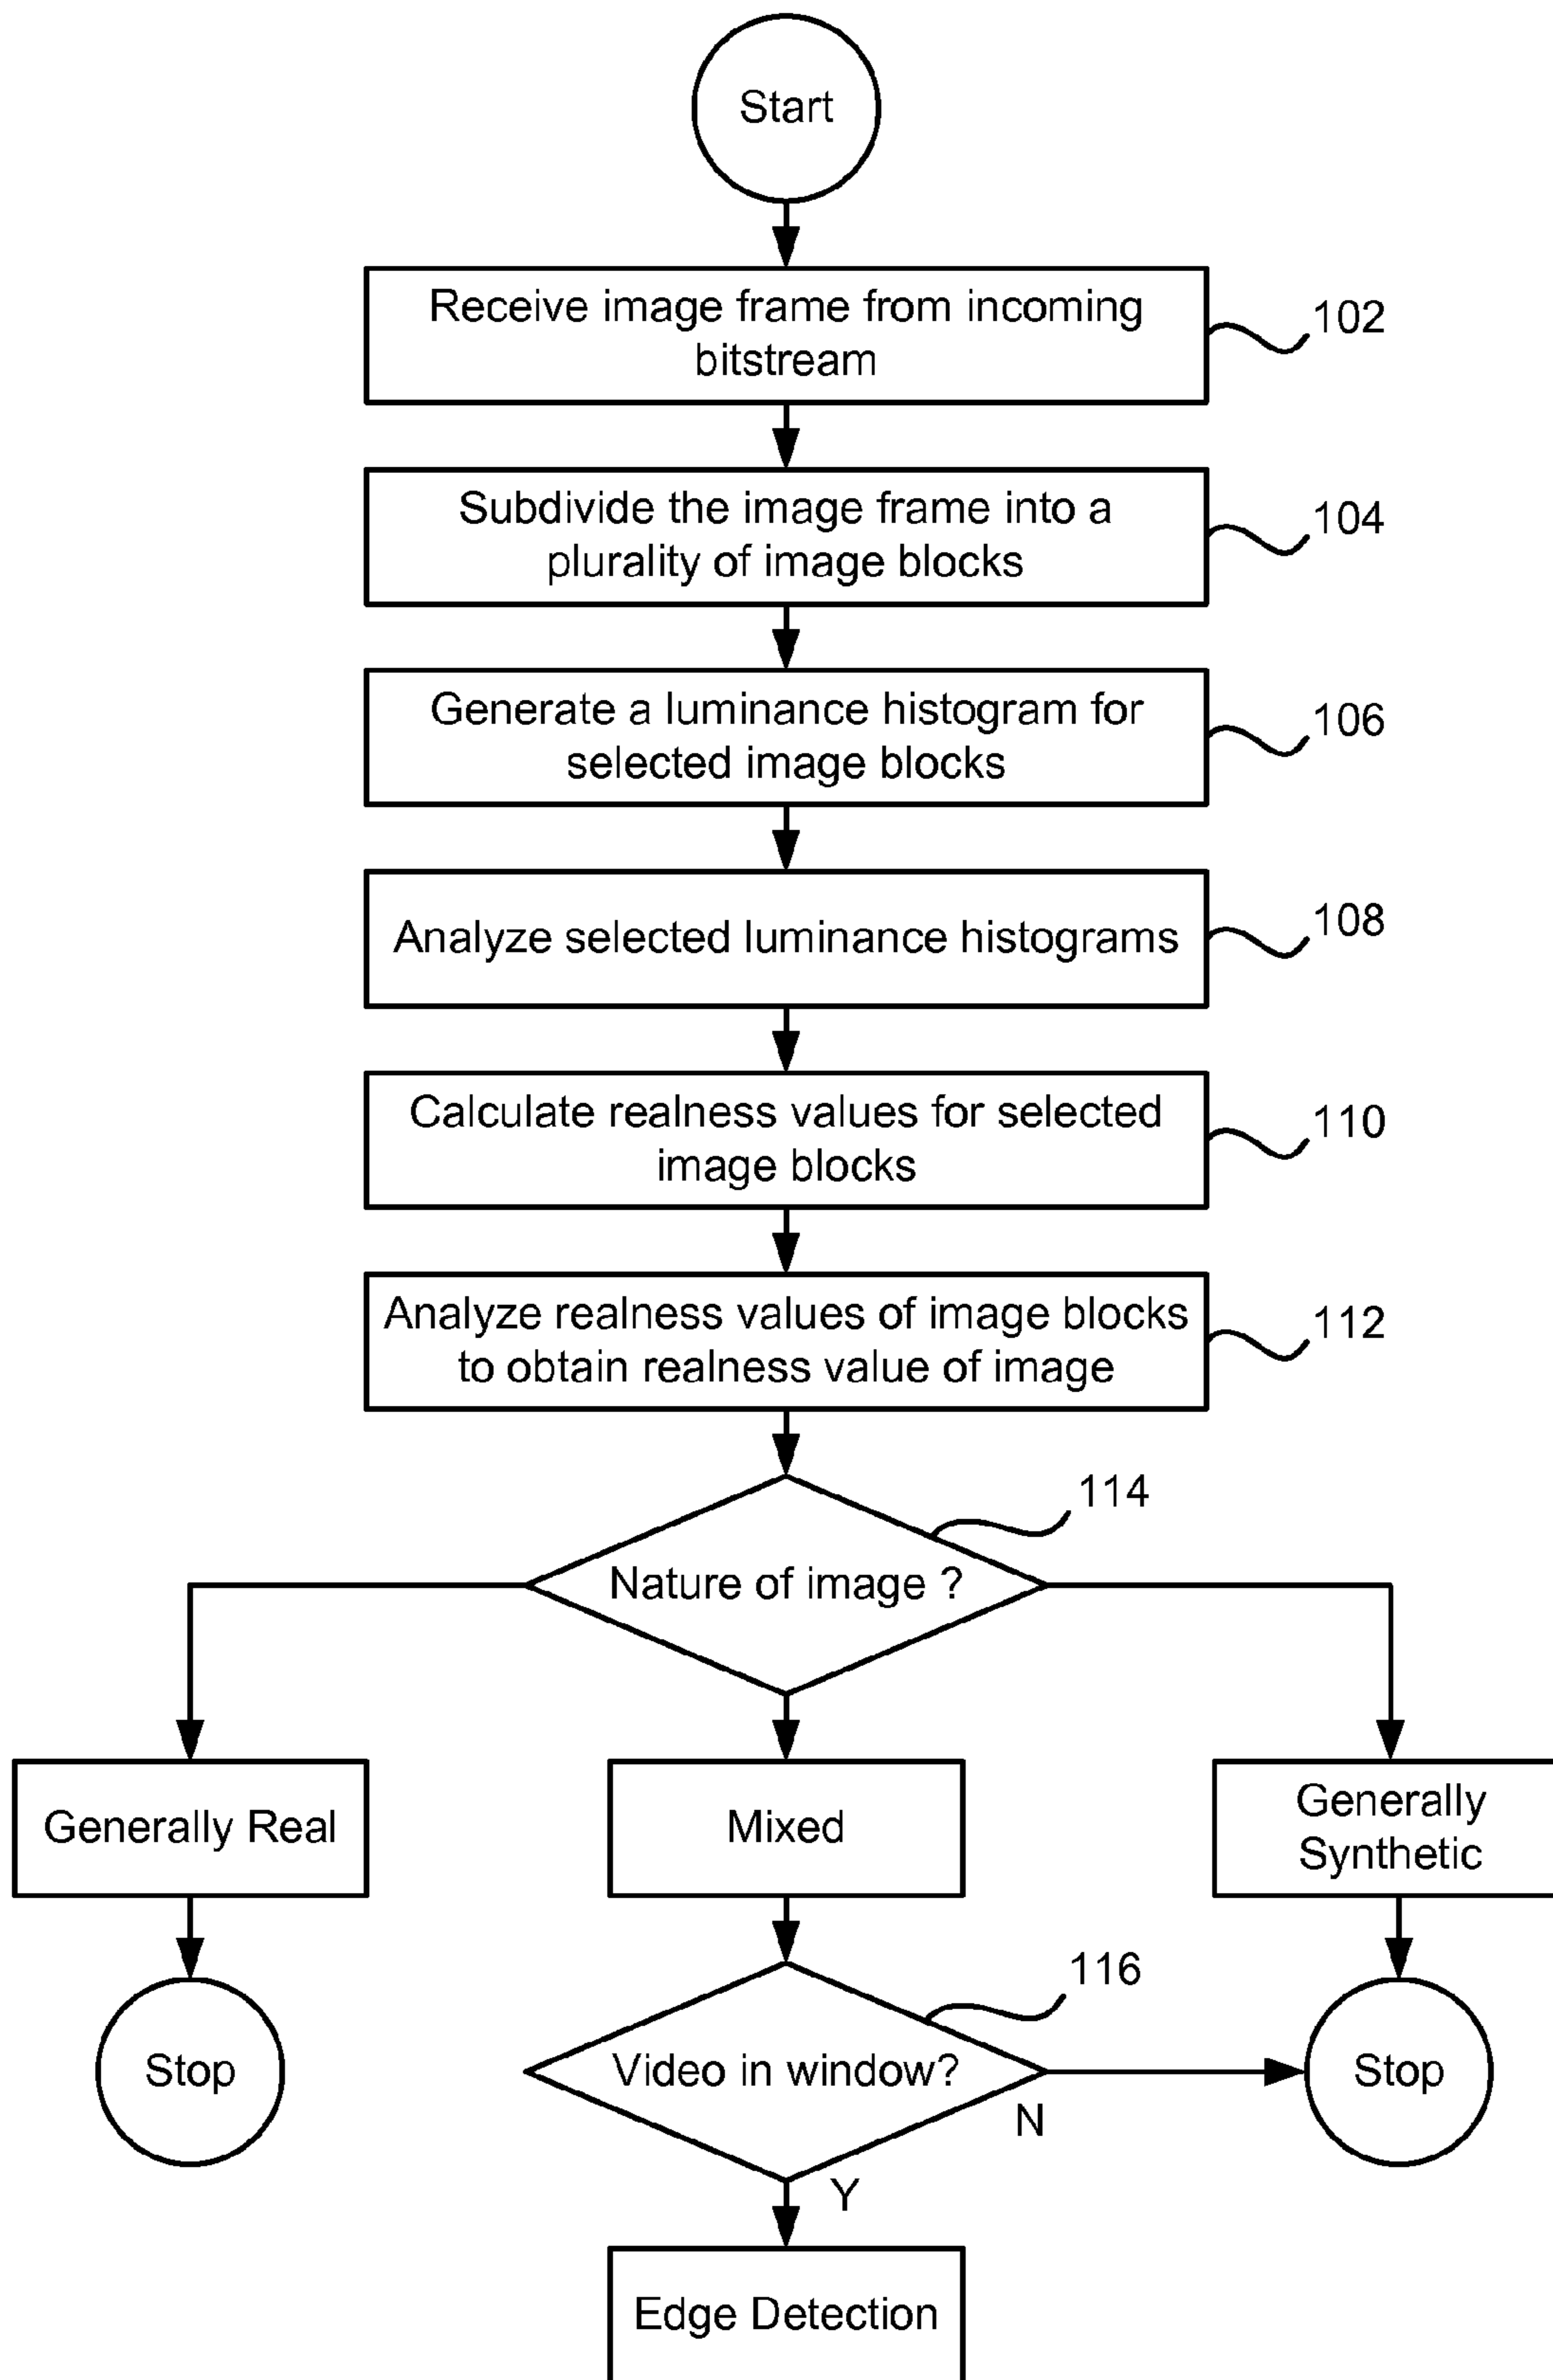 Start
Receive image frame from incoming
bitstream
102
Subdivide the image frame into a
plurality of image blocks
104
Generate a luminance histogram for
selected image blocks
106
Analyze selected luminance histograms
108
Calculate realness values for selected
image blocks
110
Analyze realness values of image blocks
to obtain realness value of image
112
114
Nature of image ?
Generally Real
Mixed
Generally
Synthetic
116
Stop
Video in window?
Stop
N
Y
Edge Detection